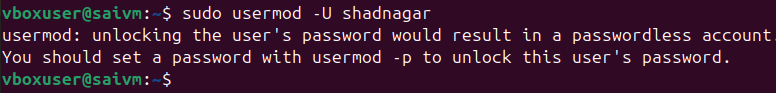 vboxuser@saivm:~$ sudo usermod -U shadnagar
usermod: unlocking the user's password would result in a passwordless account.
You should set a password with usermod -p to unlock this user's password.
vboxuser@saivm:~$